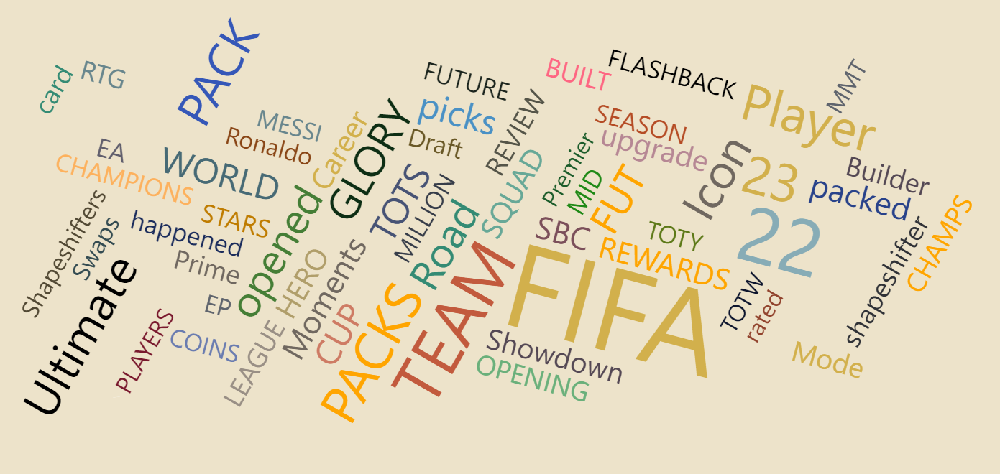 PACK
card
RTG
FUTURE
BUILT
FLASHBACK
MMT
Player
MESSI
Ronaldo
Career
GLORY
picks
Draft
REVIEW
SEASON
upgrade
EA
CHAMPIONS
WORLD
Premier
MID
FUT
Icon
23
Builder
packed
Shapeshifters
Swaps
happened
STARS
opened
TOTS
MILLION
SQUAD
Road
SBC
TOTY
22
CHAMPS
shapeshifter
Prime
REWARDS
Ultimate
EP
HERO
Moments
TEAM
FIFA
TOTW
rated
PLAYERS
COINS
LEAGUE
CUP
PACKS
Showdown
OPENING
Mode